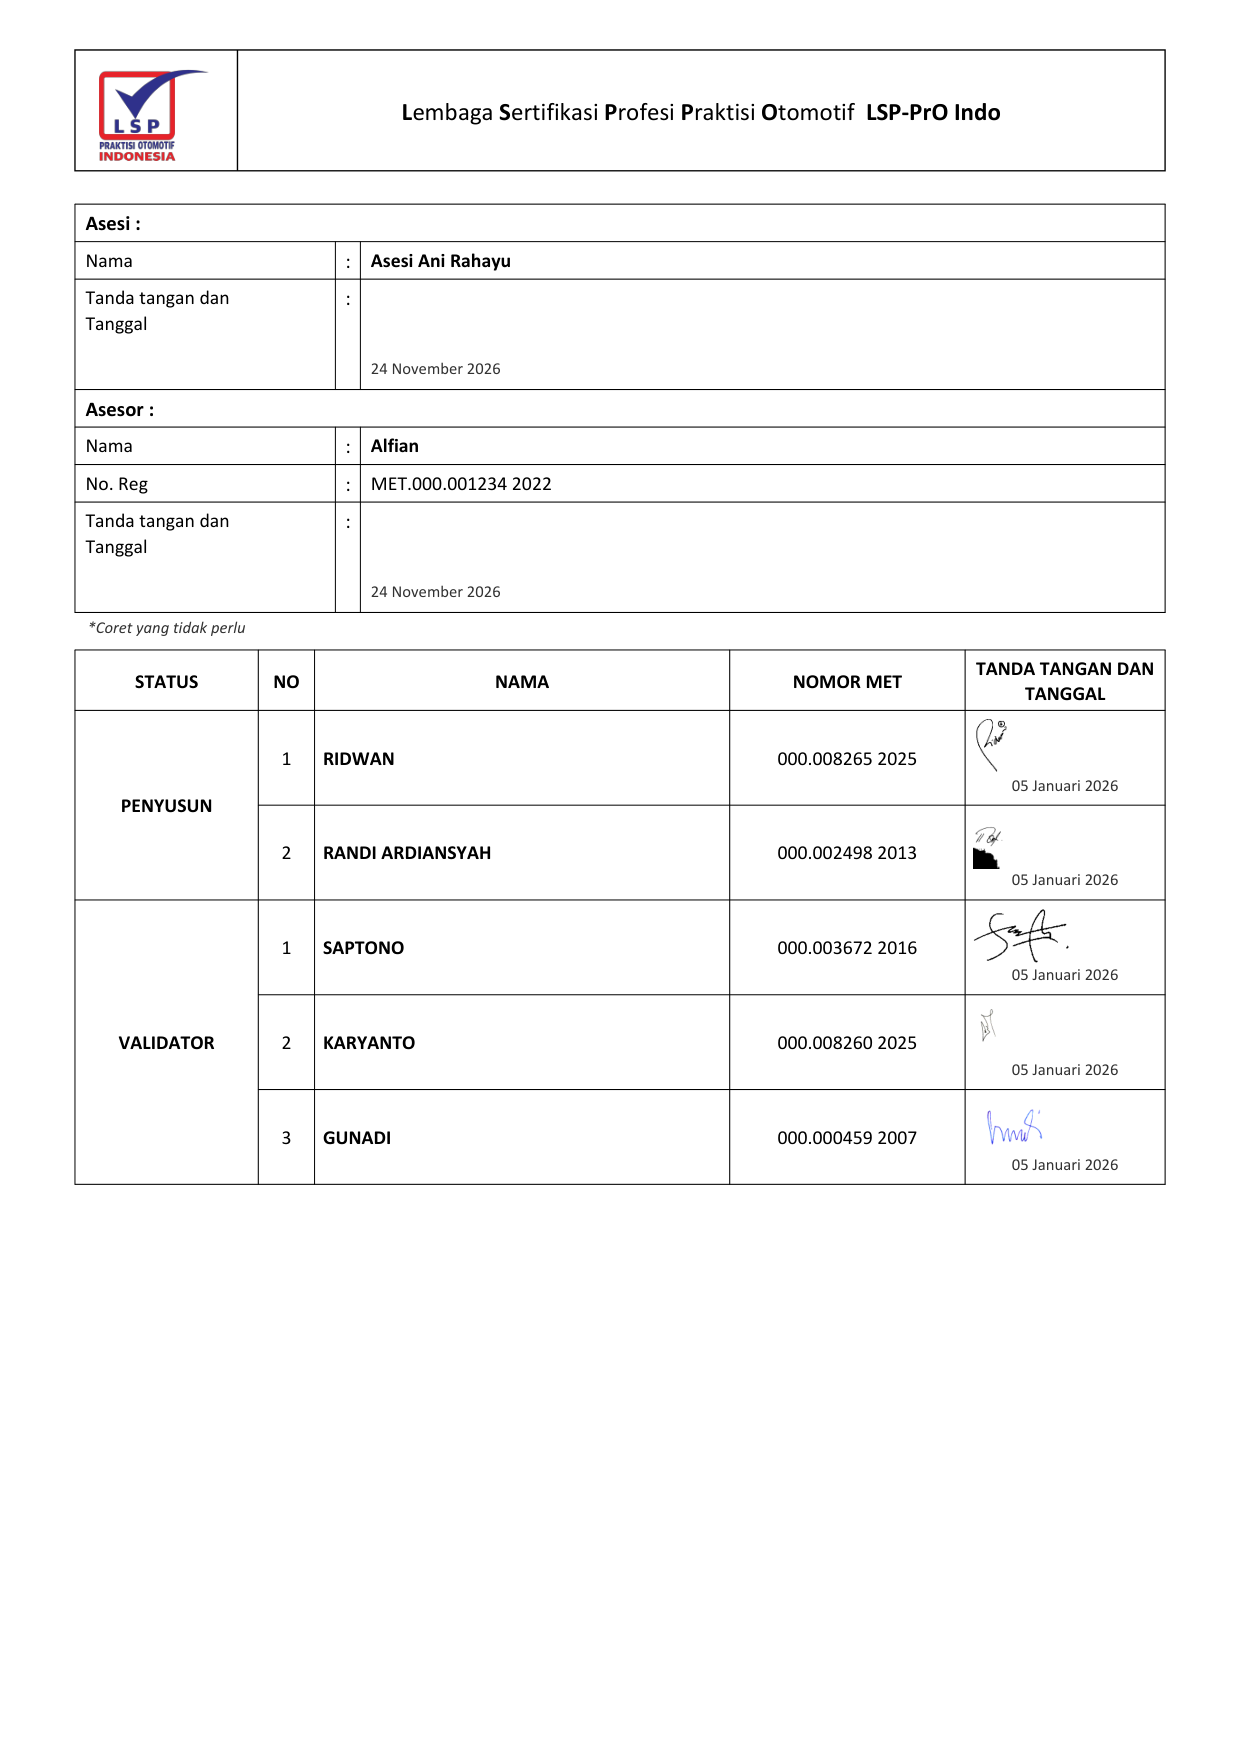 LSP
PRAKTISI OTOMOTIF
INDONESIA
Lembaga Sertifikasi Profesi Praktisi Otomotif LSP-PrO Indo
Asesi :
Nama : Asesi Ani Rahayu
Tanda tangan dan :
Tanggal
24 November 2026
Asesor :
Nama : Alfian
No. Reg : MET.000.001234 2022
Tanda tangan dan :
Tanggal
24 November 2026
*Coret yang tidak perlu
STATUS NO NAMA NOMOR MET TANDA TANGAN DAN
TANGGAL
PENYUSUN
1 RIDWAN 000.008265 2025
05 Januari 2026
2 RANDI ARDIANSYAH 000.002498 2013
05 Januari 2026
VALIDATOR
1 SAPTONO 000.003672 2016
05 Januari 2026
2 KARYANTO 000.008260 2025
05 Januari 2026
3 GUNADI 000.000459 2007
05 Januari 2026